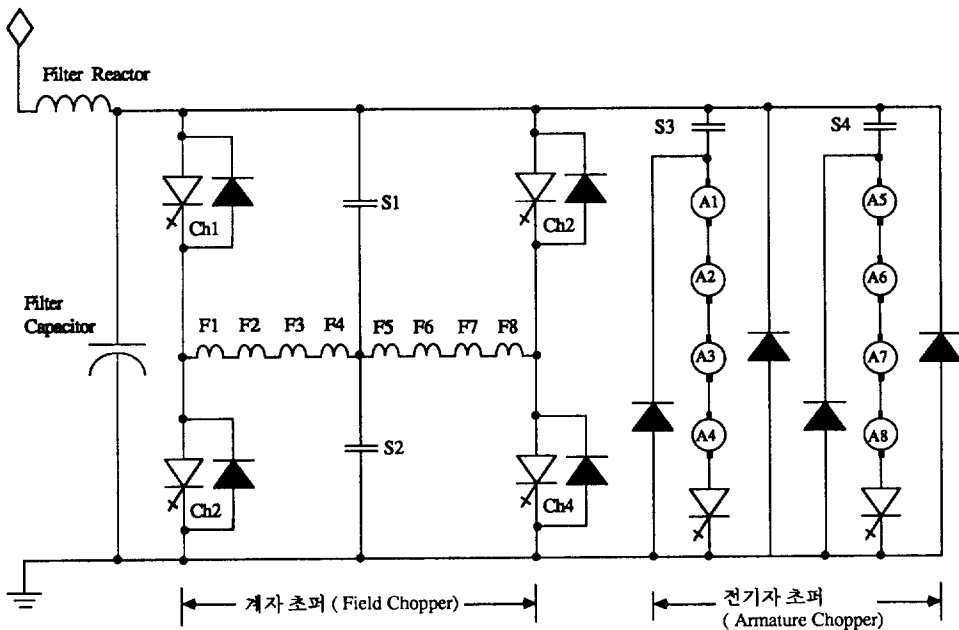 Filter Reactor
S3
S4
A1
A5
Ch1
S1
Ch2
A2
A6
Filter
Capacitor
F1 F2 F3 F4 F5 F6 F7 F8
A3
A7
S2
A4
A8
Ch2
Ch4
계자 초퍼 ( Field Chopper)
전기자 초퍼
( Armature Chopper)